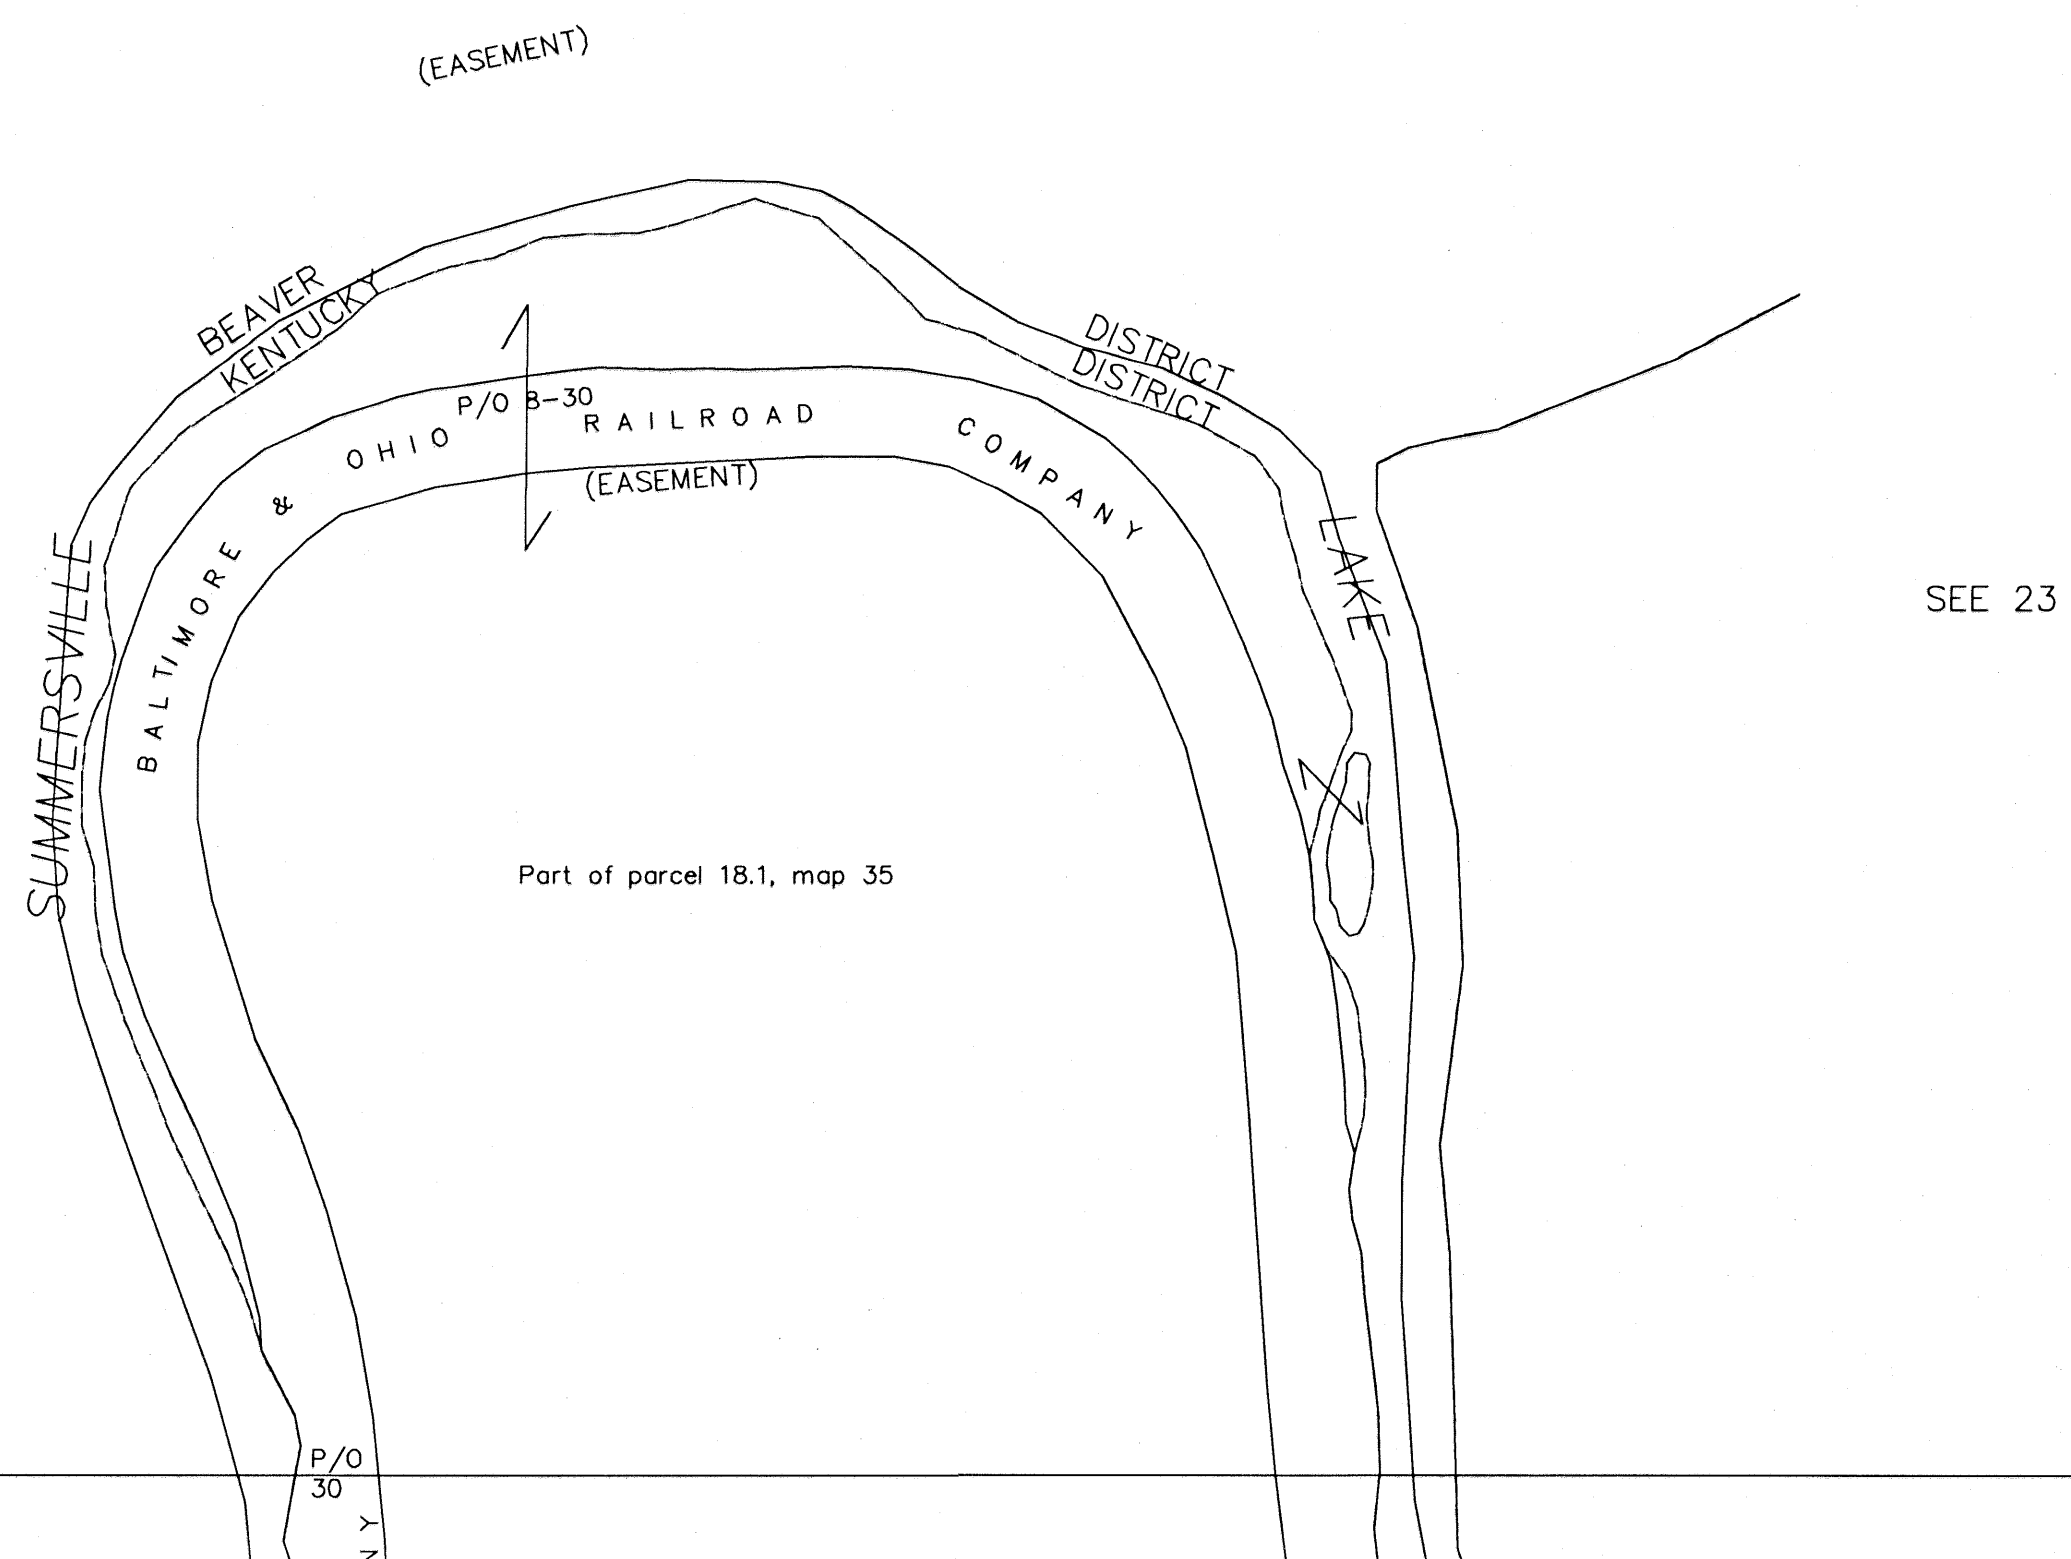 (EASEMENT)
BEAVER DISTRICT
KENTUCKY DISTRICT
P/O 8-30
BALTIMORE & OHIO RAILROAD COMPANY
(EASEMENT)
SUMMERSVILLE LAKE
SEE 23
Part of parcel 18.1, map 35
P/O
30
NY